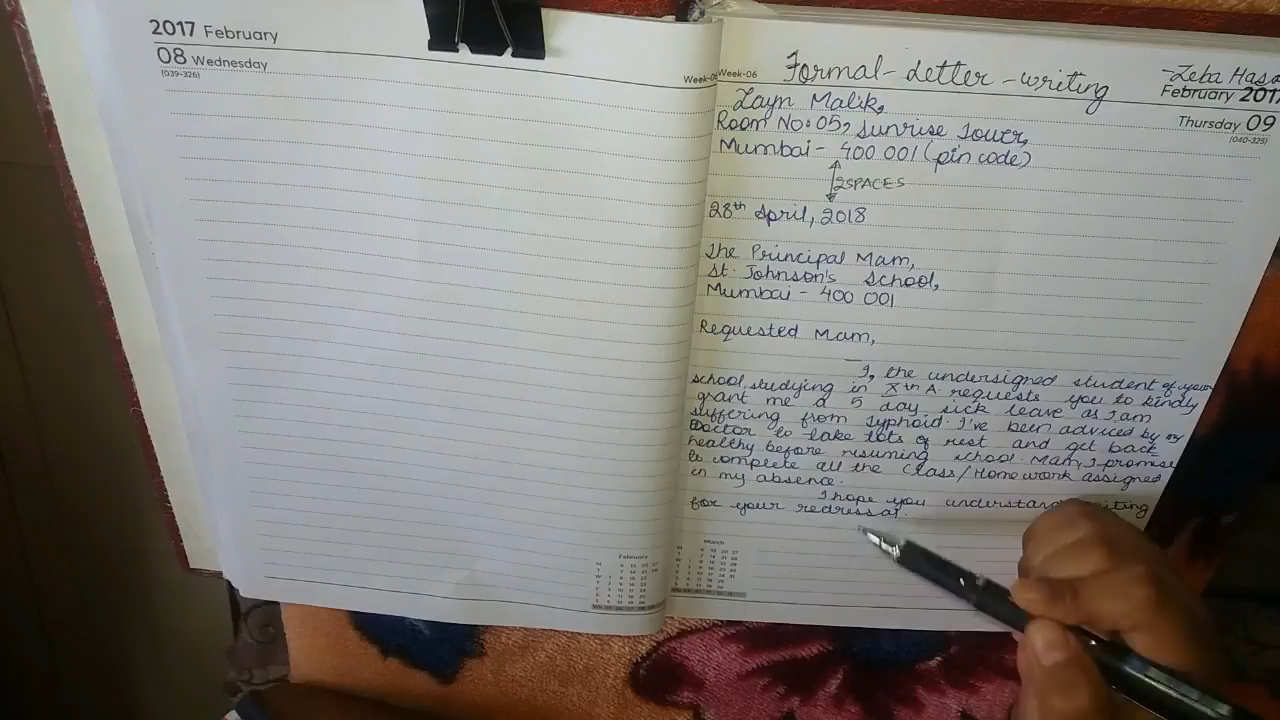 2017 February
08 Wednesday
(039-326)
Week-06
Week-06
Formal-Letter-writing
-Zeba Hasa
February 2017
Thursday 09
(040-325)
Zayn Malik,
Room No:05, Sunrise Tower,
Mumbai- 400 001 (pin code)
2SPACES
28th April, 2018
The Principal Mam,
St. Johnson's School,
Mumbai - 400 001
Requested Mam,
I, the undersigned student of your
school, studying in Xth A requests you to kindly
grant me a 5 day sick leave as I am
suffering from typhoid. I've been adviced by my
Doctor to take lots of rest and get back
healthy before resuming school. Mam, I promise
to complete all the class/Homework assigned
in my absence.
I hope you understand
for your redressal.
February
March